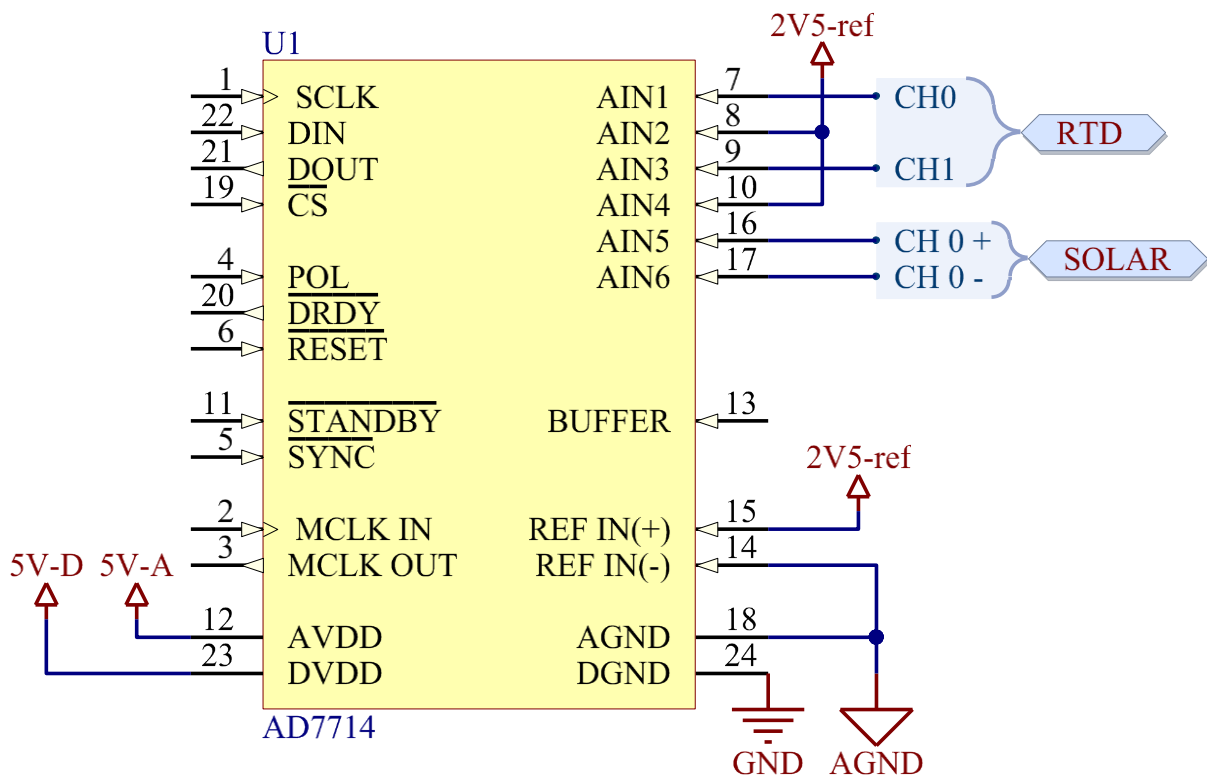 2V5-ref
U1
1 SCLK AIN1 7 CH0
22 DIN AIN2 8 RTD
21 DOUT AIN3 9 CH1
19 CS AIN4 10
AIN5 16 CH 0 +
4 POL AIN6 17 CH 0 - SOLAR
20 DRDY
6 RESET
11 STANDBY BUFFER 13
5 SYNC 2V5-ref
2 MCLK IN REF IN(+) 15
3 MCLK OUT REF IN(-) 14
5V-D 5V-A
12 AVDD AGND 18
23 DVDD DGND 24
AD7714
GND AGND